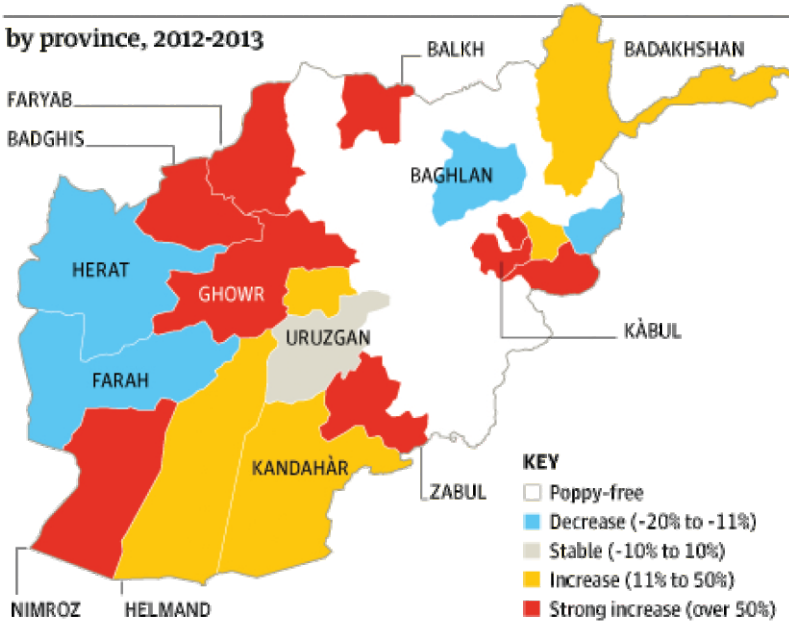 by province, 2012-2013
BALKH
BADAKHSHAN
FARYAB
BADGHIS
BAGHLAN
HERAT
GHOWR
URUZGAN
KÀBUL
FARAH
KANDAHÀR
ZABUL
NIMROZ
HELMAND
KEY
Poppy-free
Decrease (-20% to -11%)
Stable (-10% to 10%)
Increase (11% to 50%)
Strong increase (over 50%)